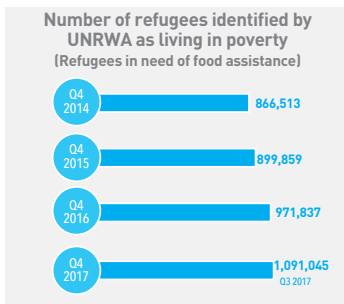 Number of refugees identified by
UNRWA as living in poverty
(Refugees in need of food assistance)
Q4
2014
866,513
Q4
2015
899,859
Q4
2016
971,837
Q4
2017
1,091,045
Q3 2017